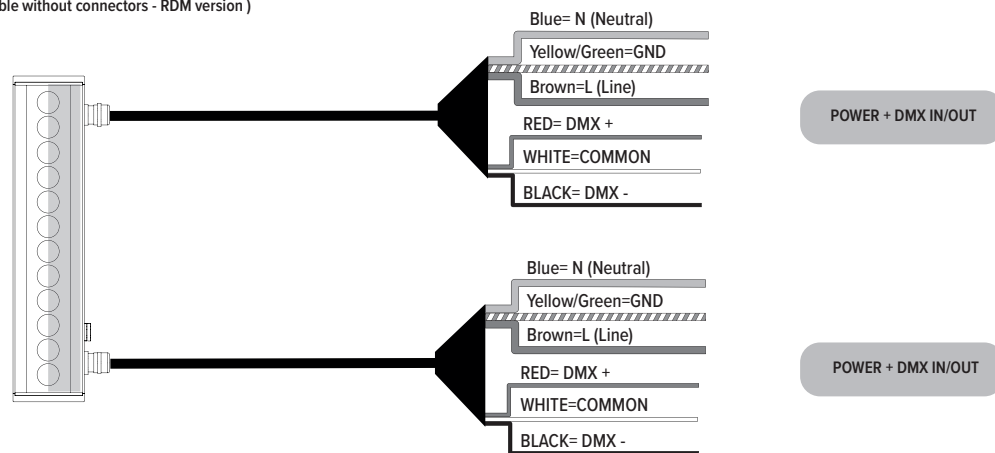 without connectors - RDM version )
Blue= N (Neutral)
Yellow/Green=GND
Brown=L (Line)
RED= DMX +
WHITE=COMMON
BLACK= DMX -
POWER + DMX IN/OUT
Blue= N (Neutral)
Yellow/Green=GND
Brown=L (Line)
RED= DMX +
WHITE=COMMON
BLACK= DMX -
POWER + DMX IN/OUT